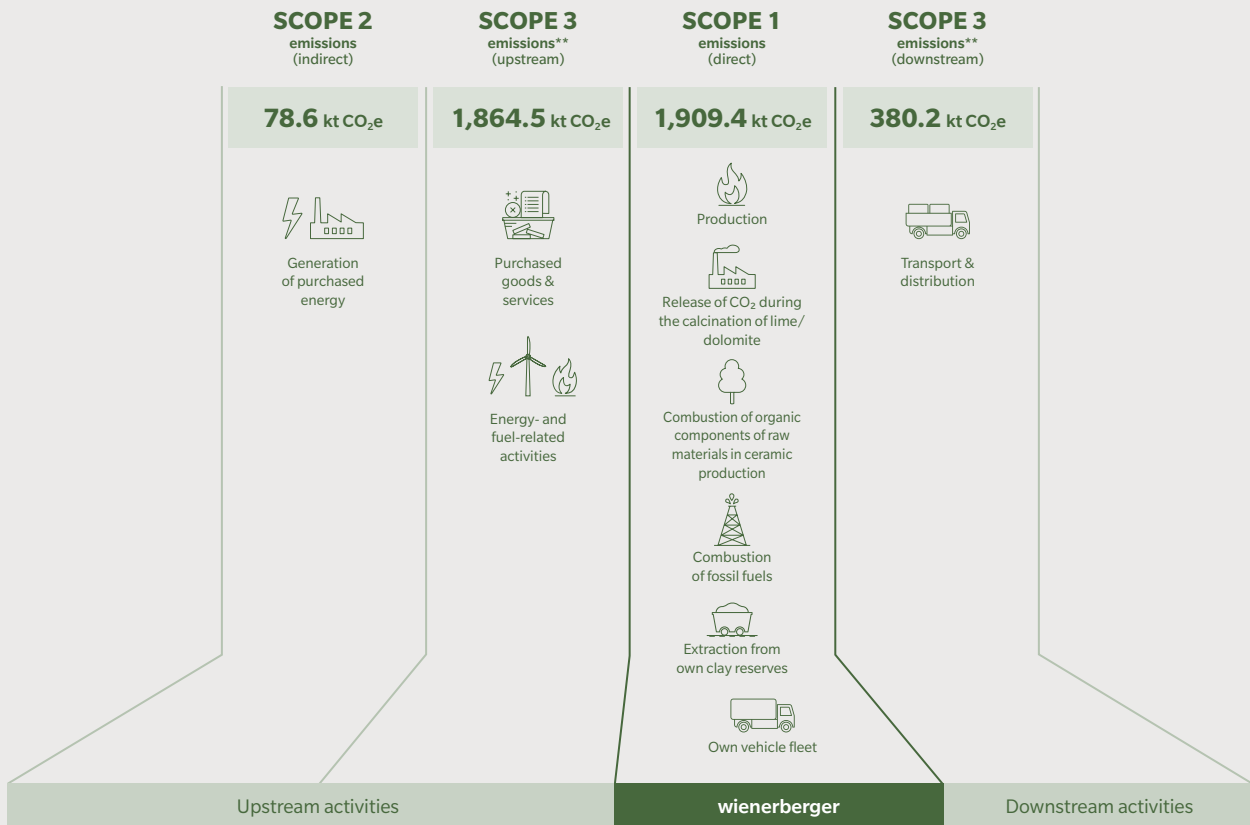 SCOPE 2
emissions
(indirect)
78.6 kt CO₂e
Generation
of purchased
energy
SCOPE 3
emissions**
(upstream)
1,864.5 kt CO₂e
Purchased
goods &
services
Energy- and
fuel-related
activities
SCOPE 1
emissions
(direct)
1,909.4 kt CO₂e
Production
Release of CO₂ during
the calcination of lime/
dolomite
Combustion of organic
components of raw
materials in ceramic
production
Combustion
of fossil fuels
Extraction from
own clay reserves
Own vehicle fleet
SCOPE 3
emissions**
(downstream)
380.2 kt CO₂e
Transport &
distribution
Upstream activities
wienerberger
Downstream activities